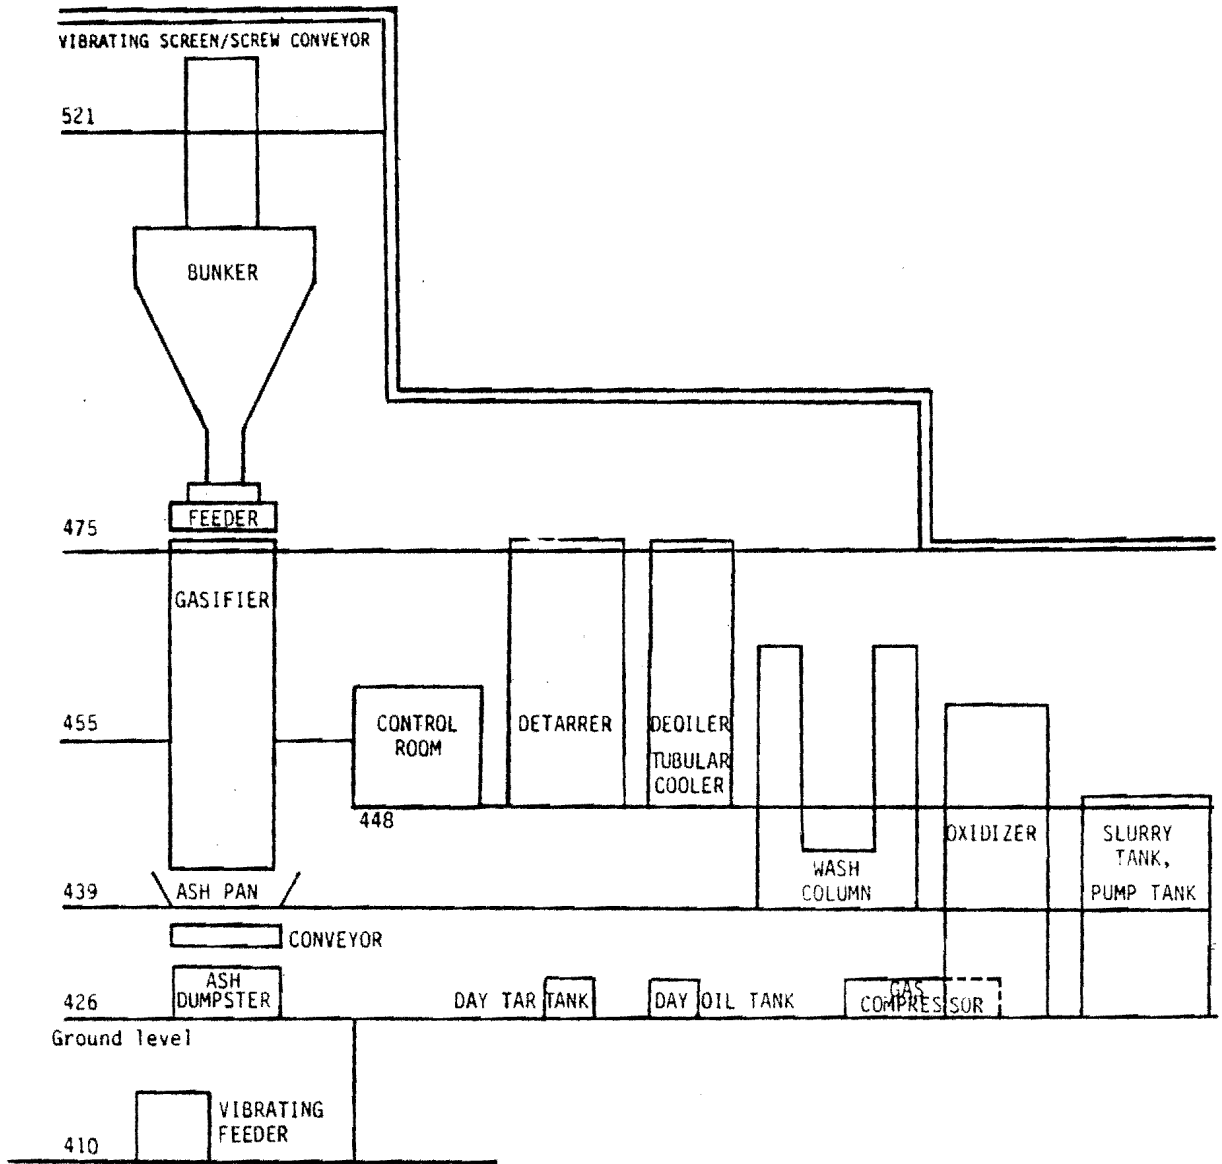 VIBRATING SCREEN/SCREW CONVEYOR
521
BUNKER
FEEDER
475
GASIFIER
455
CONTROL
ROOM
DETARRER
DEOILER
TUBULAR
COOLER
448
OXIDIZER
SLURRY
TANK,
PUMP TANK
WASH
COLUMN
439
ASH PAN
CONVEYOR
ASH
DUMPSTER
DAY TAR TANK
DAY OIL TANK
GAS
COMPRESSOR
426
Ground level
VIBRATING
FEEDER
410